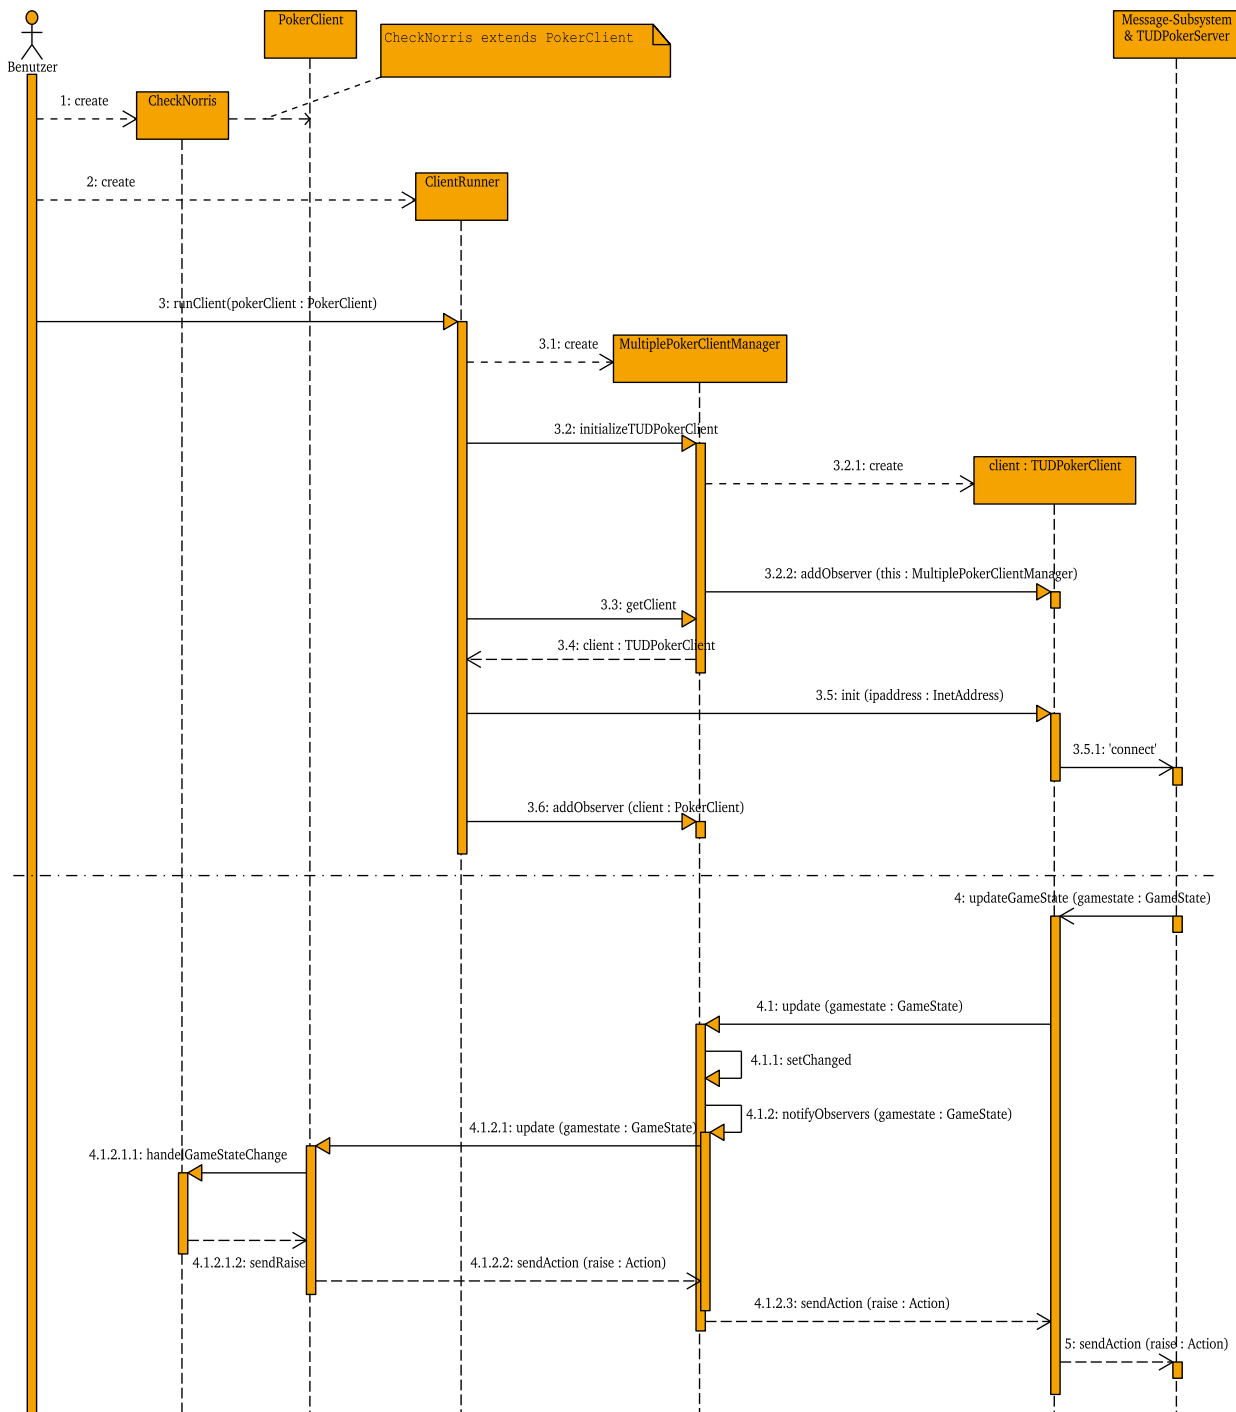 PokerClient
Message-Subsystem
& TUDPokerServer
CheckNorris extends PokerClient
Benutzer
1: create
CheckNorris
2: create
ClientRunner
3: runClient(pokerClient : PokerClient)
3.1: create
MultiplePokerClientManager
3.2: initializeTUDPokerClient
3.2.1: create
client : TUDPokerClient
3.2.2: addObserver (this : MultiplePokerClientManager)
3.3: getClient
3.4: client : TUDPokerClient
3.5: init (ipaddress : InetAddress)
3.5.1: 'connect'
3.6: addObserver (client : PokerClient)
4: updateGameState (gamestate : GameState)
4.1: update (gamestate : GameState)
4.1.1: setChanged
4.1.2: notifyObservers (gamestate : GameState)
4.1.2.1: update (gamestate : GameState)
4.1.2.1.1: handelGameStateChange
4.1.2.1.2: sendRaise
4.1.2.2: sendAction (raise : Action)
4.1.2.3: sendAction (raise : Action)
5: sendAction (raise : Action)